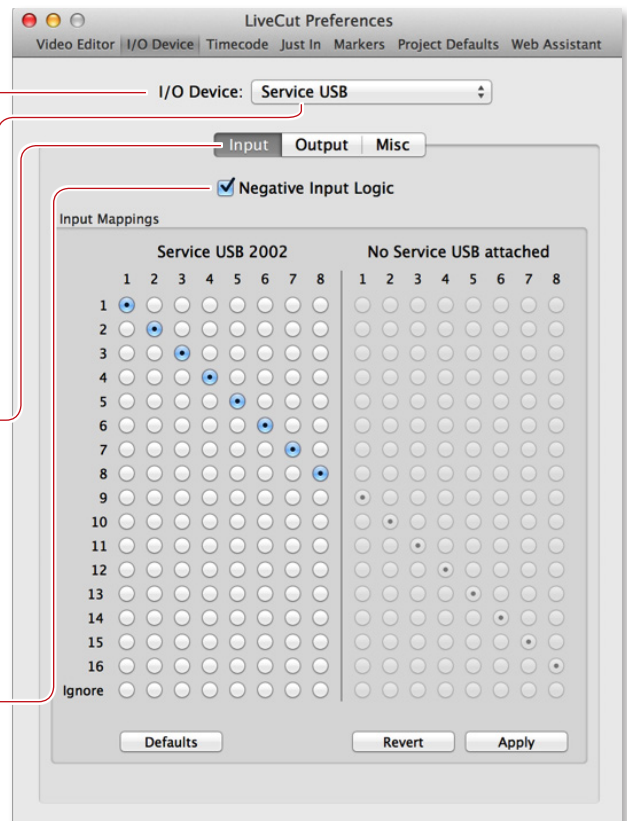 LiveCut Preferences
Video Editor I/O Device Timecode Just In Markers Project Defaults Web Assistant
I/O Device: Service USB
Input Output Misc
Negative Input Logic
Input Mappings
Service USB 2002 No Service USB attached
1 2 3 4 5 6 7 8 1 2 3 4 5 6 7 8
1
2
3
4
5
6
7
8
9
10
11
12
13
14
15
16
Ignore
Defaults Revert Apply